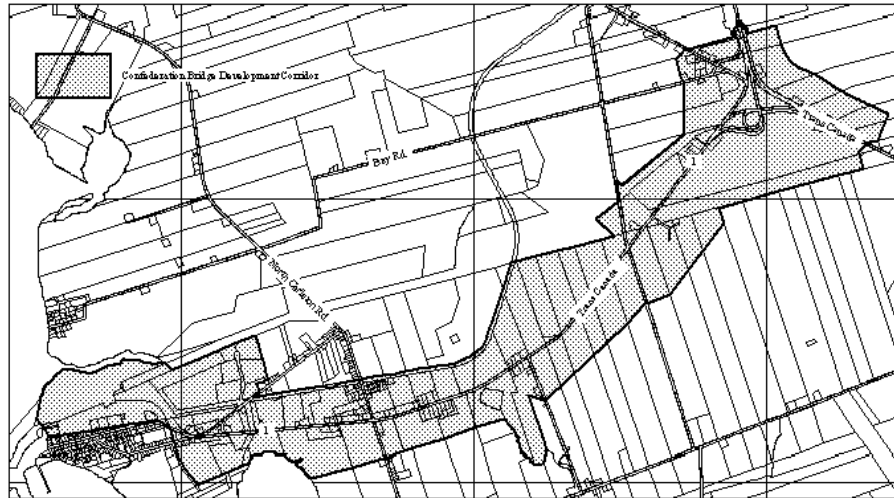 Confederation Bridge Development Corridor
Trans Canada
Bay Rd.
1
North Carleton Rd.
Trans Canada
1